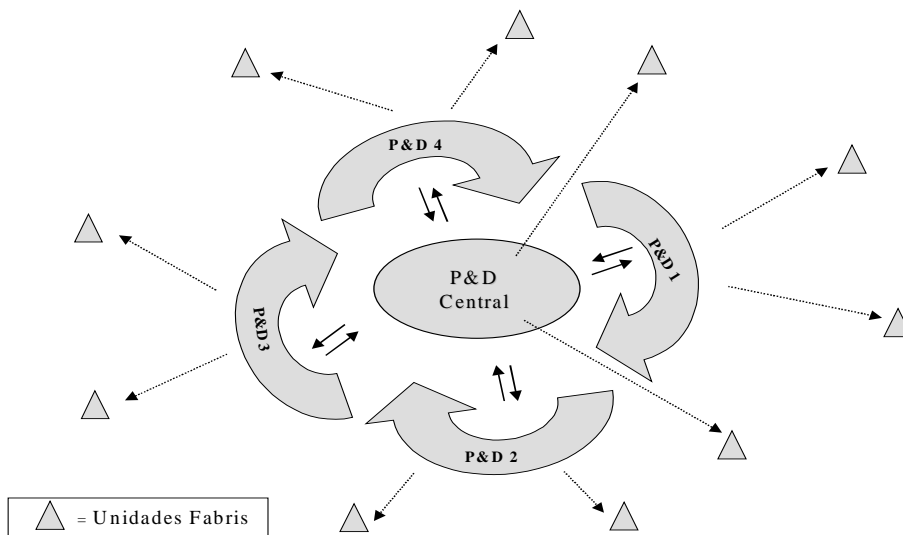 P&D 4
P&D 1
P&D
Central
P&D3
P&D 2
= Unidades Fabris